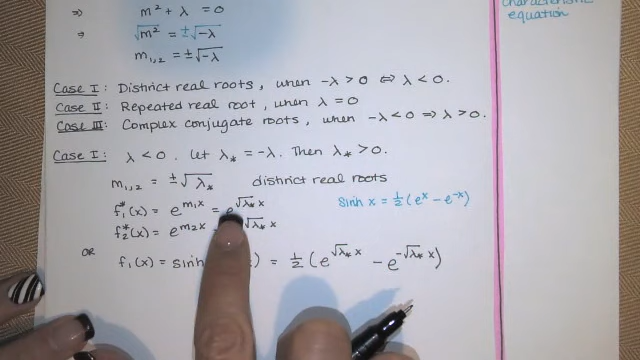 ⇒ m² + λ = 0
characteristic
equation
⇒ √m² = ±√-λ
m₁,₂ = ±√-λ
Case I: District real roots, when -λ > 0 ⇔ λ < 0.
Case II: Repeated real root, when λ = 0
Case III: Complex conjugate roots, when -λ < 0 ⇒ λ > 0.
Case I: λ < 0. Let λ* = -λ. Then λ* > 0.
m₁,₂ = ±√λ* district real roots
f₁*(x) = e^(m₁x) = e^(√λ* x)
sinh x = ½(e^x - e^(-x))
f₂*(x) = e^(m₂x) √λ* x
OR
f₁(x) = sinh ) = ½(e^(√λ* x) - e^(-√λ* x))